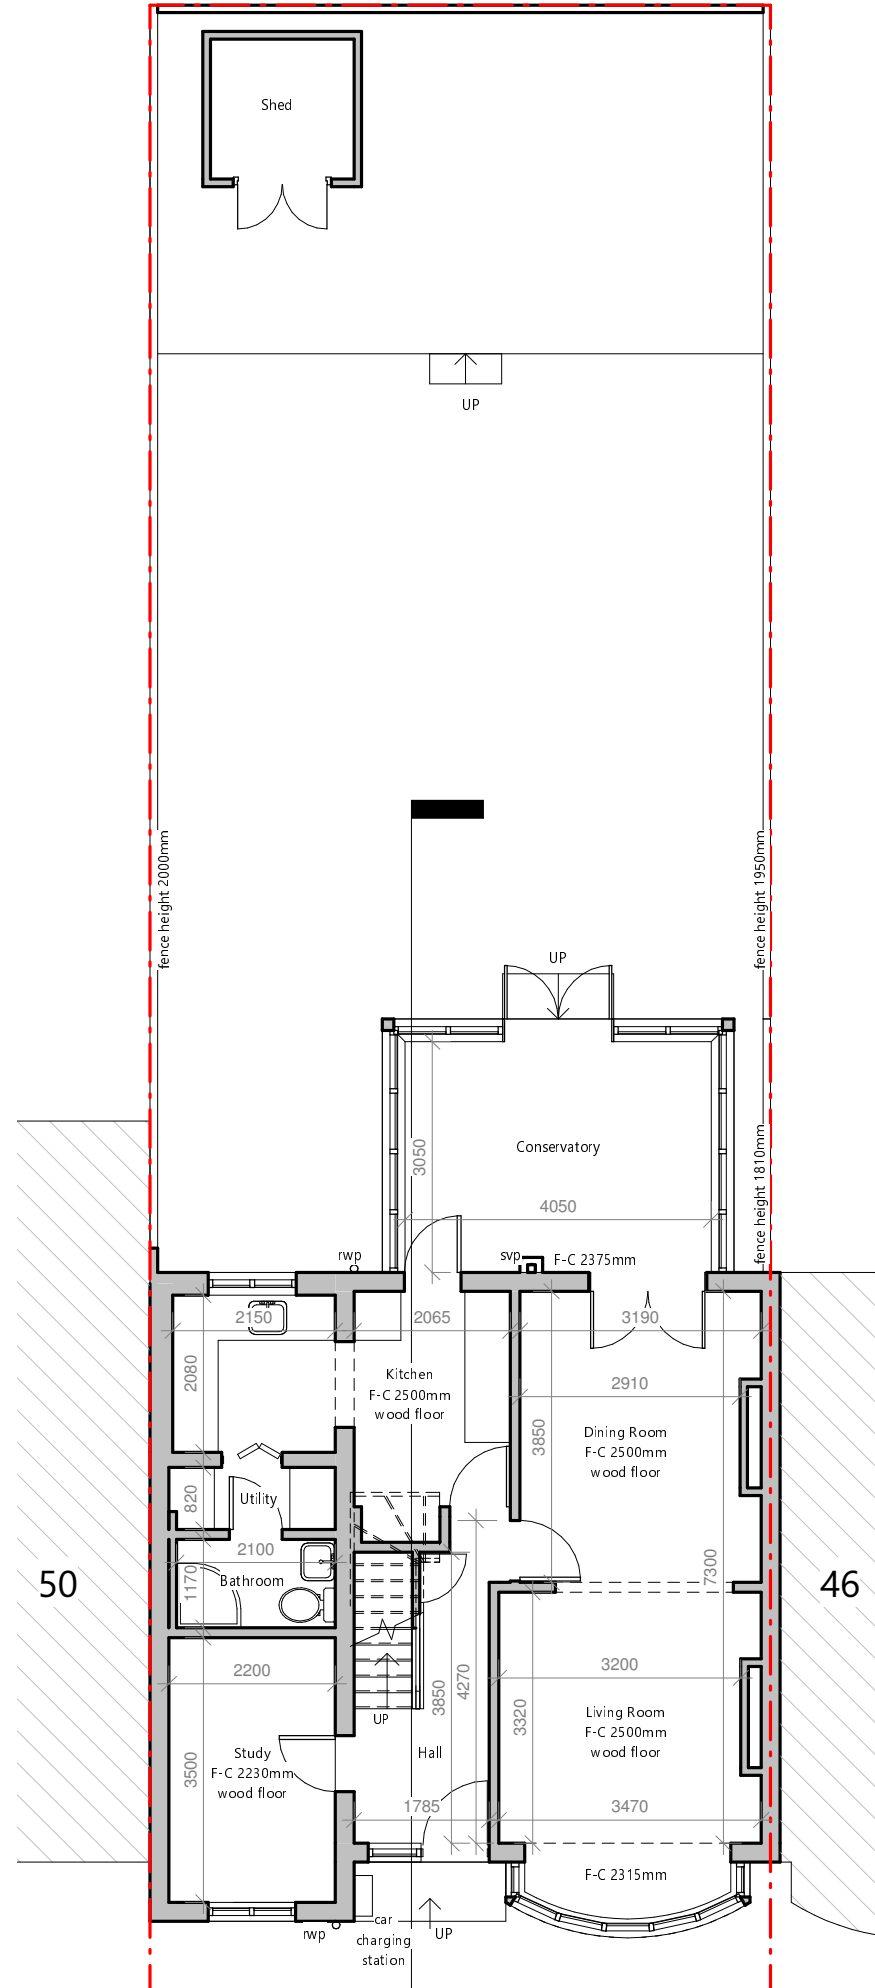 Shed
UP
fence height 2000mm
fence height 1950mm
UP
3050
Conservatory
fence height 1810mm
4050
rwp
svp
F-C 2375mm
2150
2065
3190
2080
Kitchen
F-C 2500mm
wood floor
2910
3850
Dining Room
F-C 2500mm
wood floor
820
Utility
2100
1170
Bathroom
7300
50
46
2200
3200
3850
4270
3320
UP
Living Room
F-C 2500mm
wood floor
3500
Study
F-C 2230mm
wood floor
Hall
1785
3470
F-C 2315mm
rwp
car
charging
station
UP